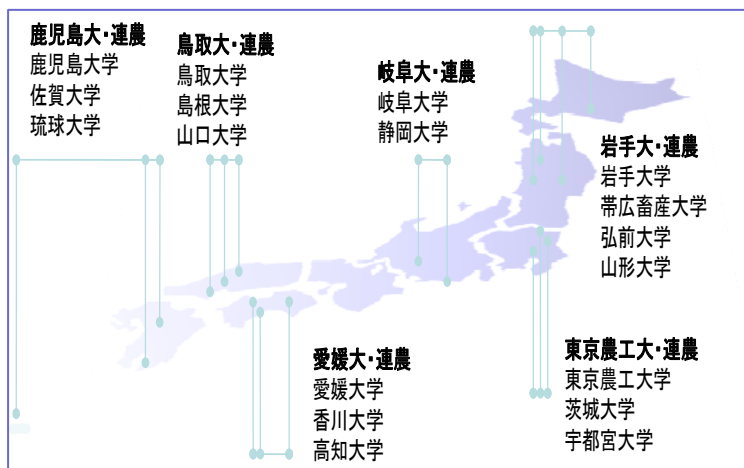 鹿児島大・連農
鹿児島大学
佐賀大学
琉球大学
鳥取大・連農
鳥取大学
島根大学
山口大学
岐阜大・連農
岐阜大学
静岡大学
岩手大・連農
岩手大学
帯広畜産大学
弘前大学
山形大学
愛媛大・連農
愛媛大学
香川大学
高知大学
東京農工大・連農
東京農工大学
茨城大学
宇都宮大学